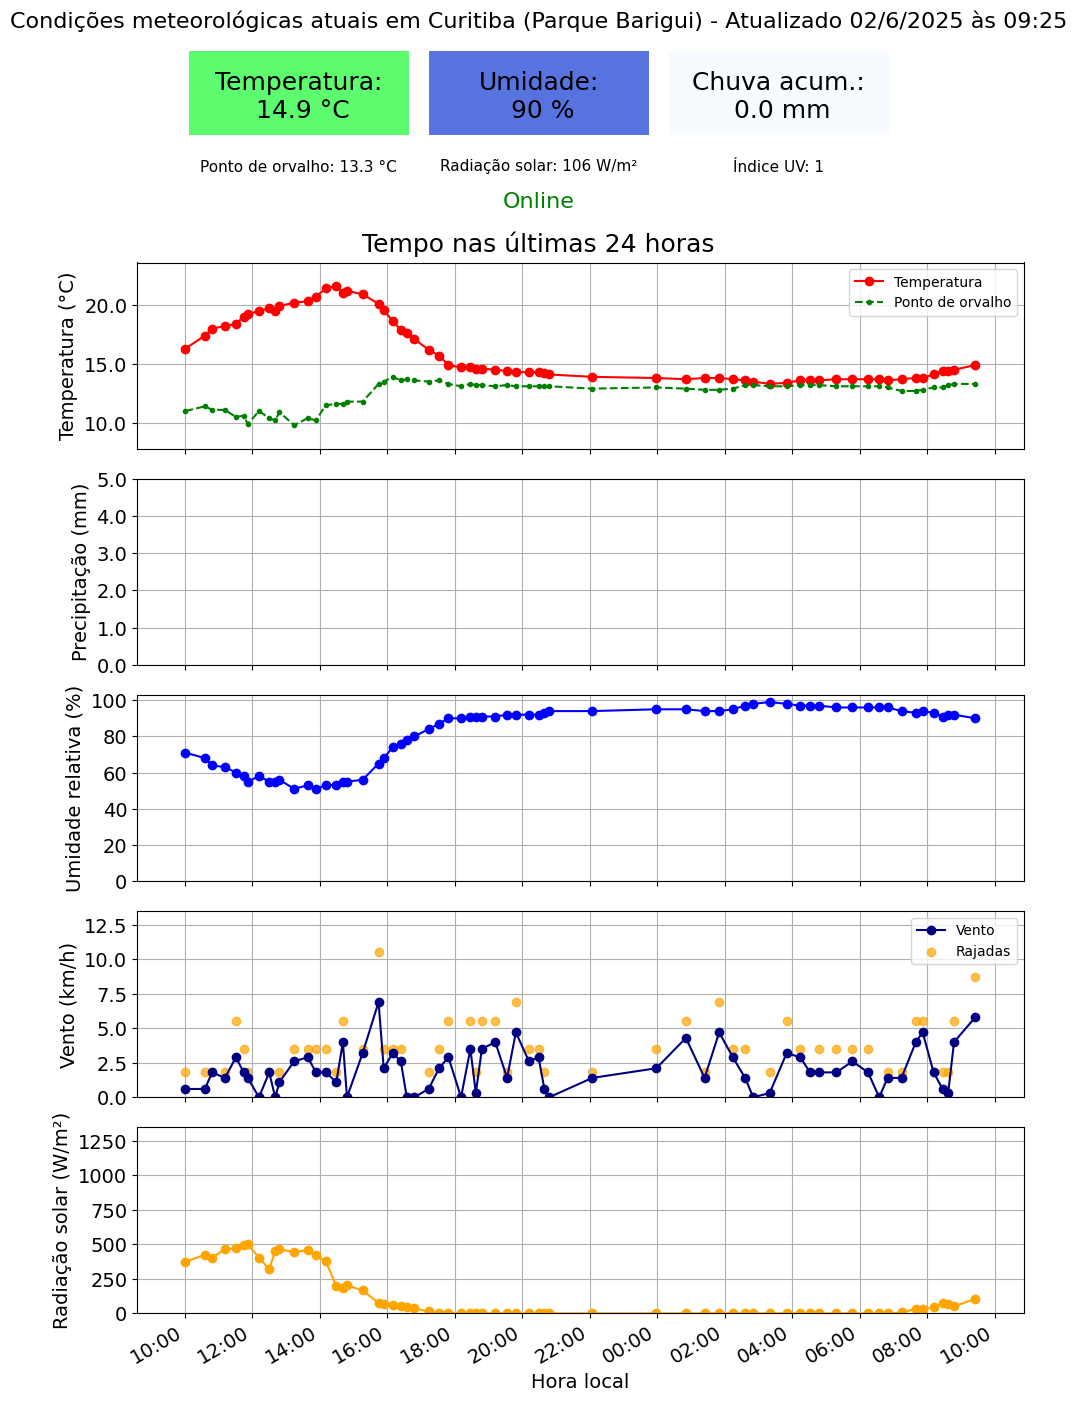 Condições meteorológicas atuais em Curitiba (Parque Barigui) - Atualizado 02/6/2025 às 09:25
Temperatura:
14.9 °C
Umidade:
90 %
Chuva acum.:
0.0 mm
Ponto de orvalho: 13.3 °C
Radiação solar: 106 W/m²
Índice UV: 1
Online
Tempo nas últimas 24 horas
Temperatura (°C)
20.0
15.0
10.0
Temperatura
Ponto de orvalho
Precipitação (mm)
5.0
4.0
3.0
2.0
1.0
0.0
Umidade relativa (%)
100
80
60
40
20
0
Vento (km/h)
12.5
10.0
7.5
5.0
2.5
0.0
Vento
Rajadas
Radiação solar (W/m²)
1250
1000
750
500
250
0
10:00
12:00
14:00
16:00
18:00
20:00
22:00
00:00
02:00
04:00
06:00
08:00
10:00
Hora local